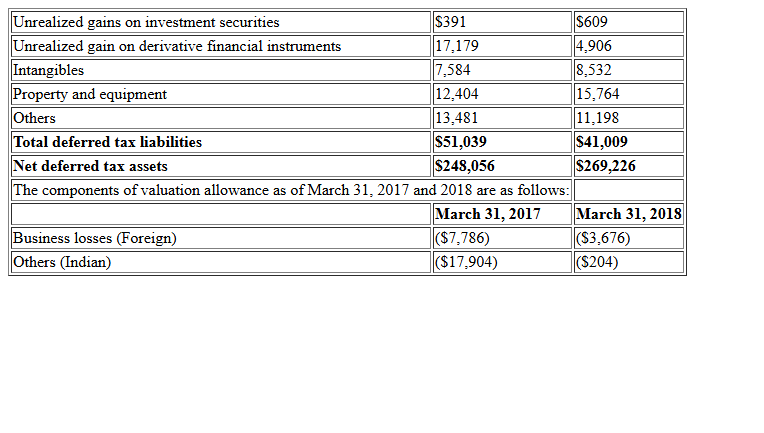 Unrealized gains on investment securities $391 $609
Unrealized gain on derivative financial instruments 17,179 4,906
Intangibles 7,584 8,532
Property and equipment 12,404 15,764
Others 13,481 11,198
Total deferred tax liabilities $51,039 $41,009
Net deferred tax assets $248,056 $269,226
The components of valuation allowance as of March 31, 2017 and 2018 are as follows:
March 31, 2017 March 31, 2018
Business losses (Foreign) ($7,786) ($3,676)
Others (Indian) ($17,904) ($204)